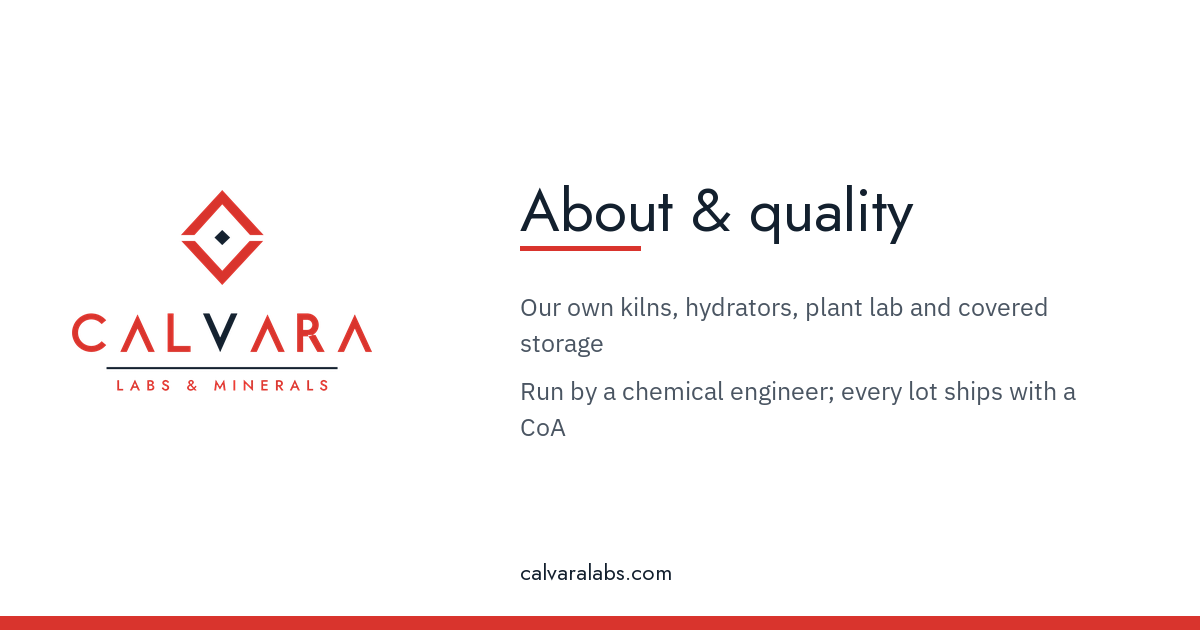 CALVARA
LABS & MINERALS
About & quality
Our own kilns, hydrators, plant lab and covered
storage
Run by a chemical engineer; every lot ships with a
CoA
calvaralabs.com